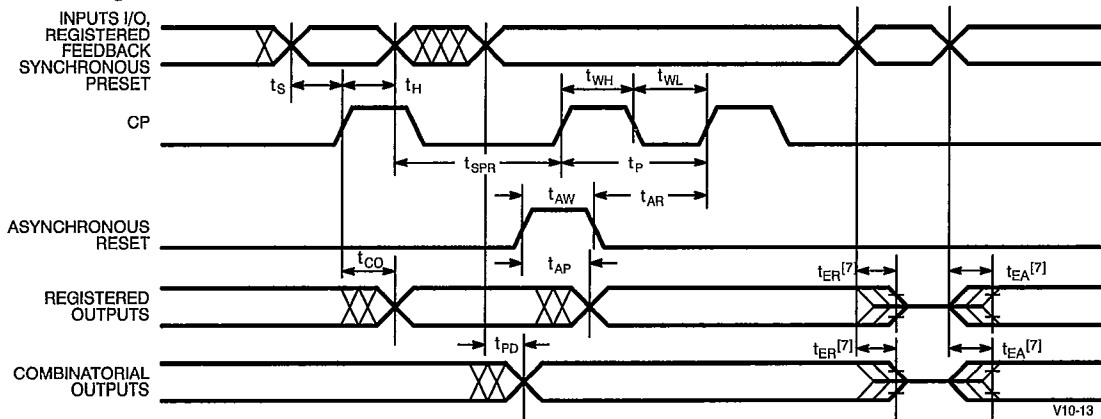 INPUTS I/O,
REGISTERED
FEEDBACK
SYNCHRONOUS
PRESET
tS
tH
tWH
tWL
CP
tSPR
tP
tAW
tAR
ASYNCHRONOUS
RESET
tCO
tAP
tER[7]
tEA[7]
REGISTERED
OUTPUTS
tPD
tER[7]
tEA[7]
COMBINATORIAL
OUTPUTS
V10-13